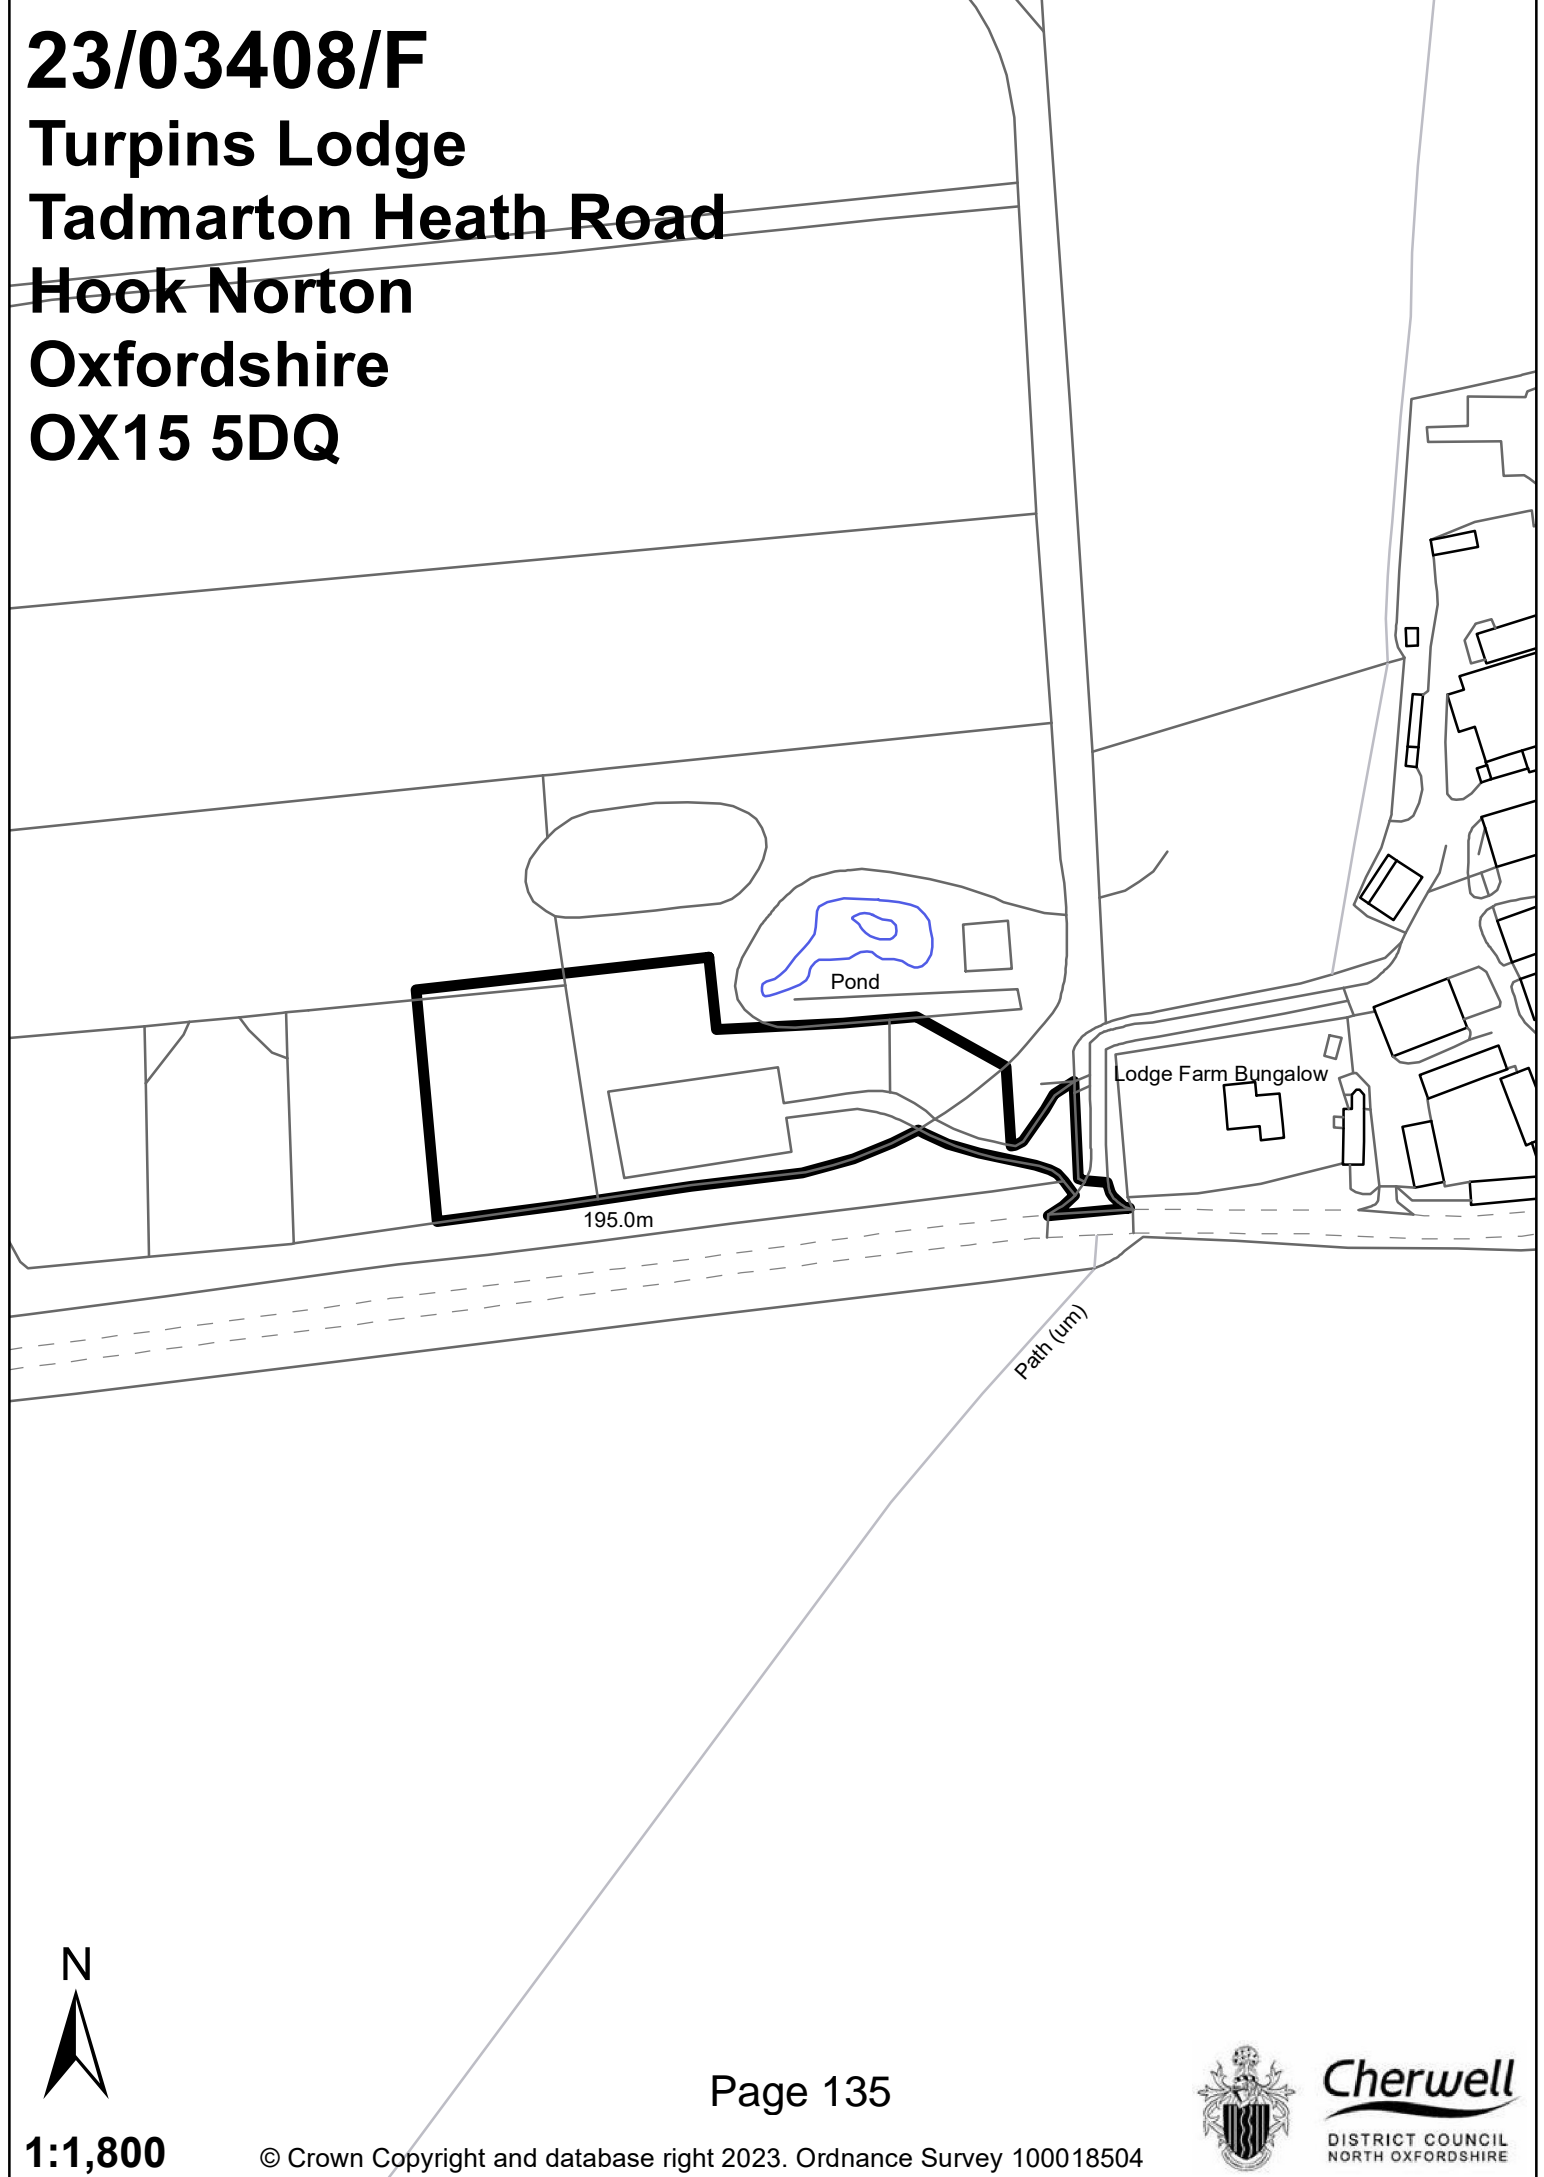 23/03408/F
Turpins Lodge
Tadmarton Heath Road
Hook Norton
Oxfordshire
OX15 5DQ
Pond
Lodge Farm Bungalow
195.0m
Path (um)
N
1:1,800
Page 135
© Crown Copyright and database right 2023. Ordnance Survey 100018504
Cherwell
DISTRICT COUNCIL
NORTH OXFORDSHIRE